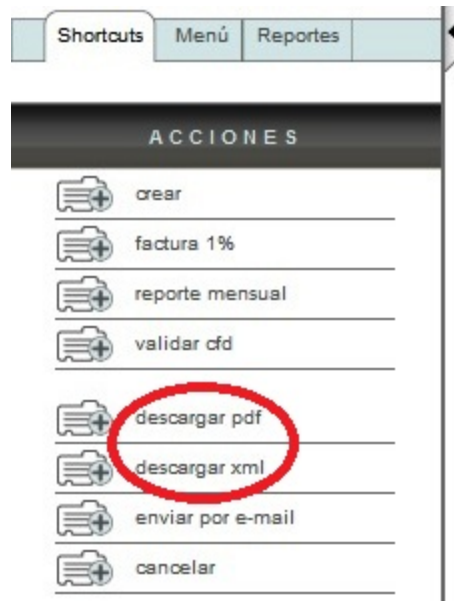 Shortcuts Menú Reportes
ACCIONES
crear
factura 1%
reporte mensual
validar cfd
descargar pdf
descargar xml
enviar por e-mail
cancelar